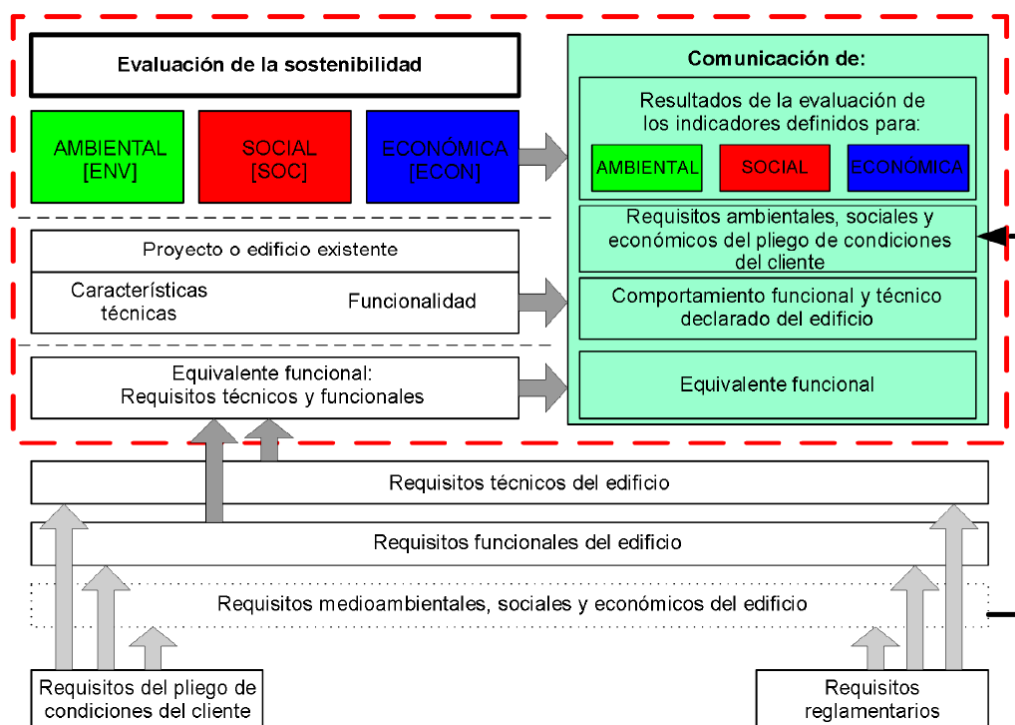 Evaluación de la sostenibilidad
AMBIENTAL
[ENV]
SOCIAL
[SOC]
ECONÓMICA
[ECON]
Comunicación de:
Resultados de la evaluación de
los indicadores definidos para:
AMBIENTAL
SOCIAL
ECONÓMICA
Requisitos ambientales, sociales y
económicos del pliego de condiciones
del cliente
Proyecto o edificio existente
Características
técnicas
Funcionalidad
Comportamiento funcional y técnico
declarado del edificio
Equivalente funcional:
Requisitos técnicos y funcionales
Equivalente funcional
Requisitos técnicos del edificio
Requisitos funcionales del edificio
Requisitos medioambientales, sociales y económicos del edificio
Requisitos del pliego de
condiciones del cliente
Requisitos
reglamentarios